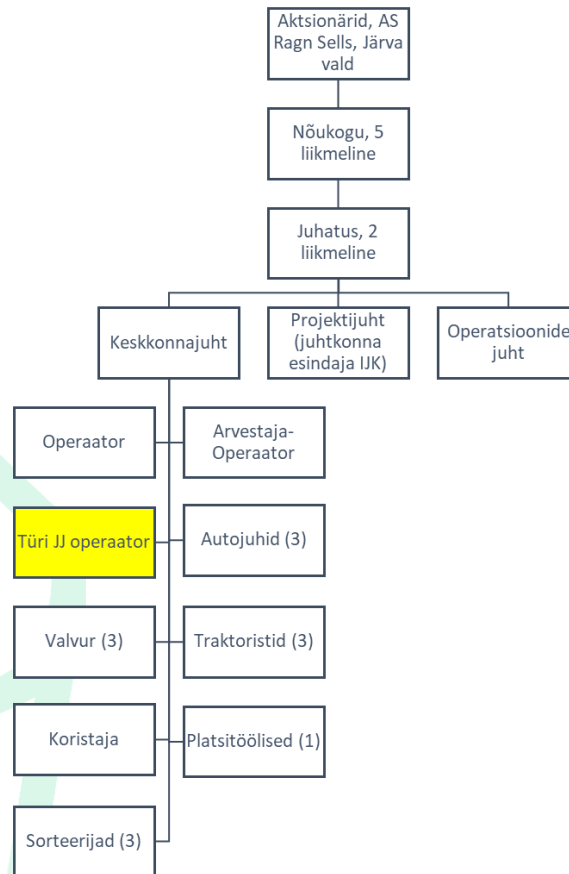 Aktsionärid, AS
Ragn Sells, Järva
vald
Nõukogu, 5
liikmeline
Juhatus, 2
liikmeline
Keskkonnajuht
Projektijuht
(juhtkonna
esindaja IJK)
Operatsioonide
juht
Operaator
Arvestaja-
Operaator
Türi JJ operaator
Autojuhid (3)
Valvur (3)
Traktoristid (3)
Koristaja
Platsitöölised (1)
Sorteerijad (3)